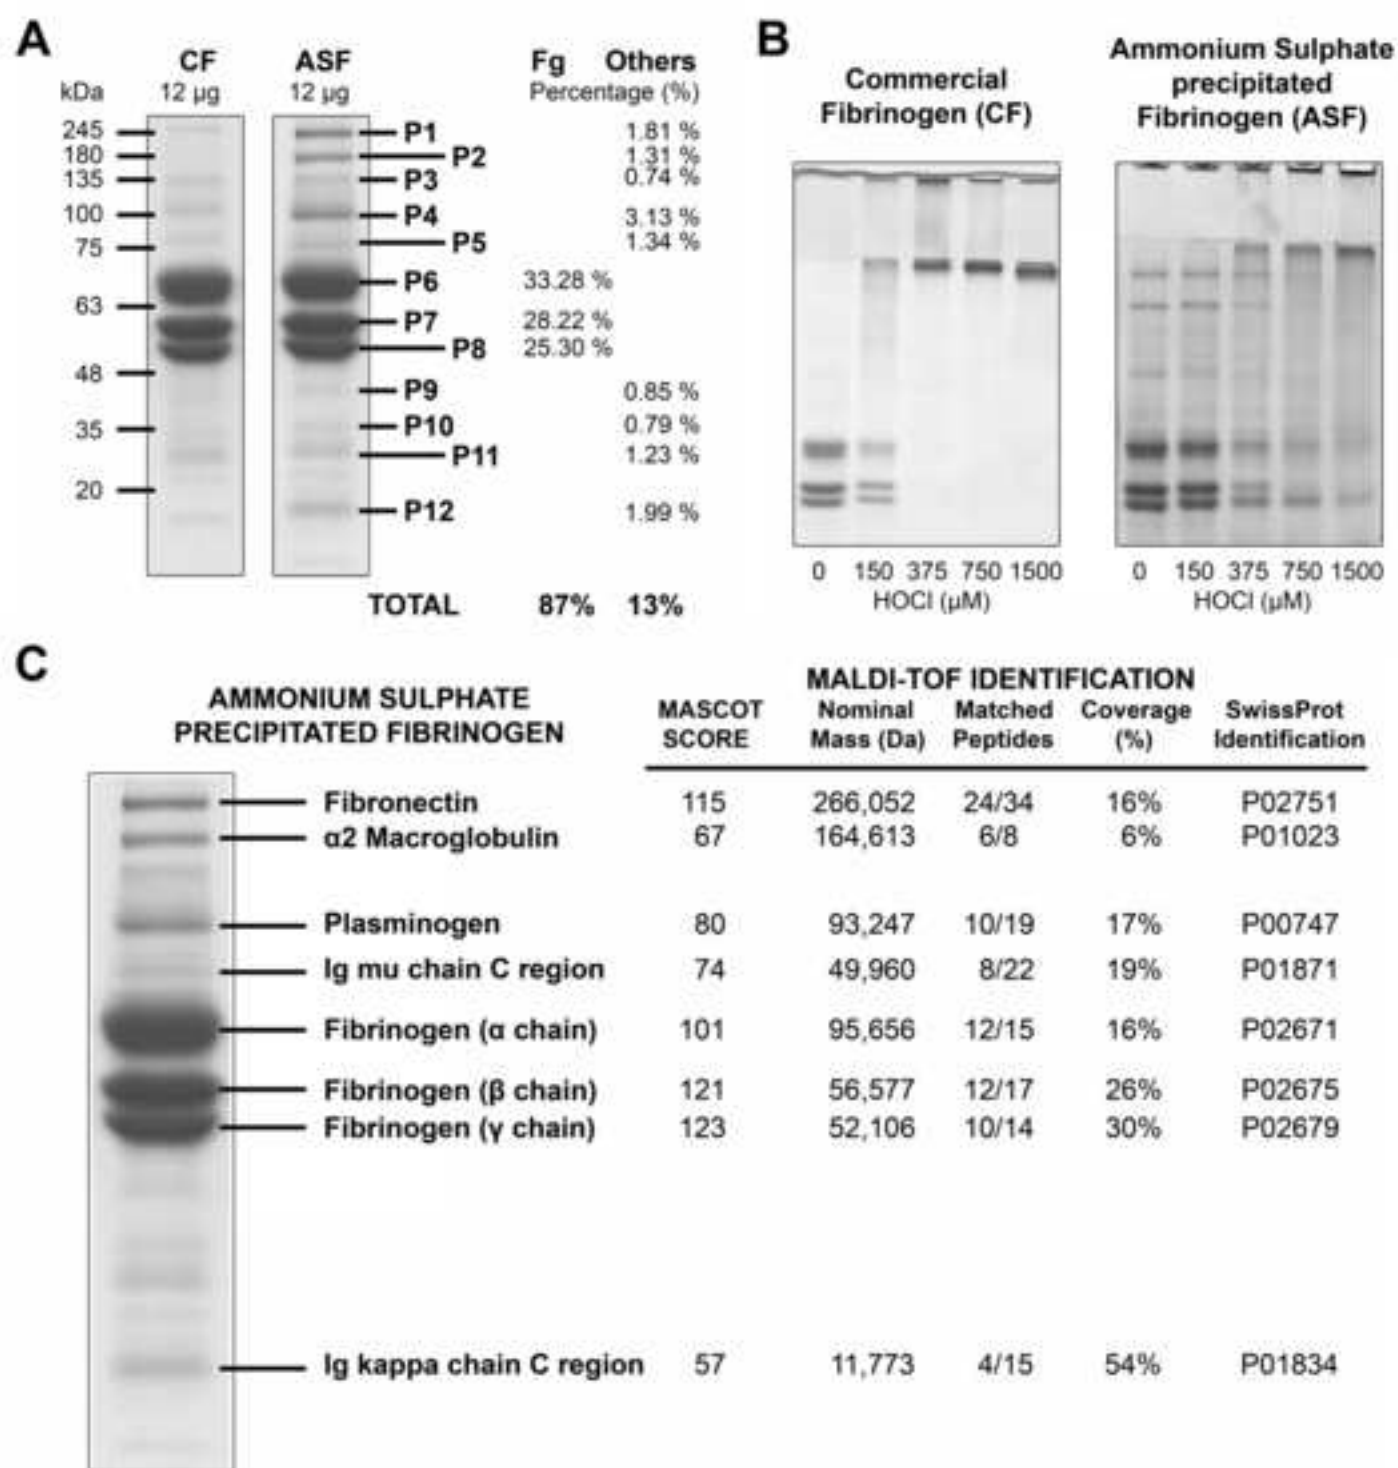 A
CF ASF Fg Others
kDa 12 µg 12 µg Percentage (%)
245 P1 1.81 %
180 P2 1.31 %
135 P3 0.74 %
100 P4 3.13 %
75 P5 1.34 %
P6 33.28 %
63 P7 28.22 %
P8 25.30 %
48 P9 0.85 %
35 P10 0.79 %
P11 1.23 %
20 P12 1.99 %
TOTAL 87% 13%
B
Commercial
Fibrinogen (CF)
0 150 375 750 1500
HOCl (µM)
Ammonium Sulphate
precipitated
Fibrinogen (ASF)
0 150 375 750 1500
HOCl (µM)
C
AMMONIUM SULPHATE
PRECIPITATED FIBRINOGEN
MALDI-TOF IDENTIFICATION
MASCOT Nominal Matched Coverage SwissProt
SCORE Mass (Da) Peptides (%) Identification
Fibronectin 115 266,052 24/34 16% P02751
α2 Macroglobulin 67 164,613 6/8 6% P01023
Plasminogen 80 93,247 10/19 17% P00747
Ig mu chain C region 74 49,960 8/22 19% P01871
Fibrinogen (α chain) 101 95,656 12/15 16% P02671
Fibrinogen (β chain) 121 56,577 12/17 26% P02675
Fibrinogen (γ chain) 123 52,106 10/14 30% P02679
Ig kappa chain C region 57 11,773 4/15 54% P01834